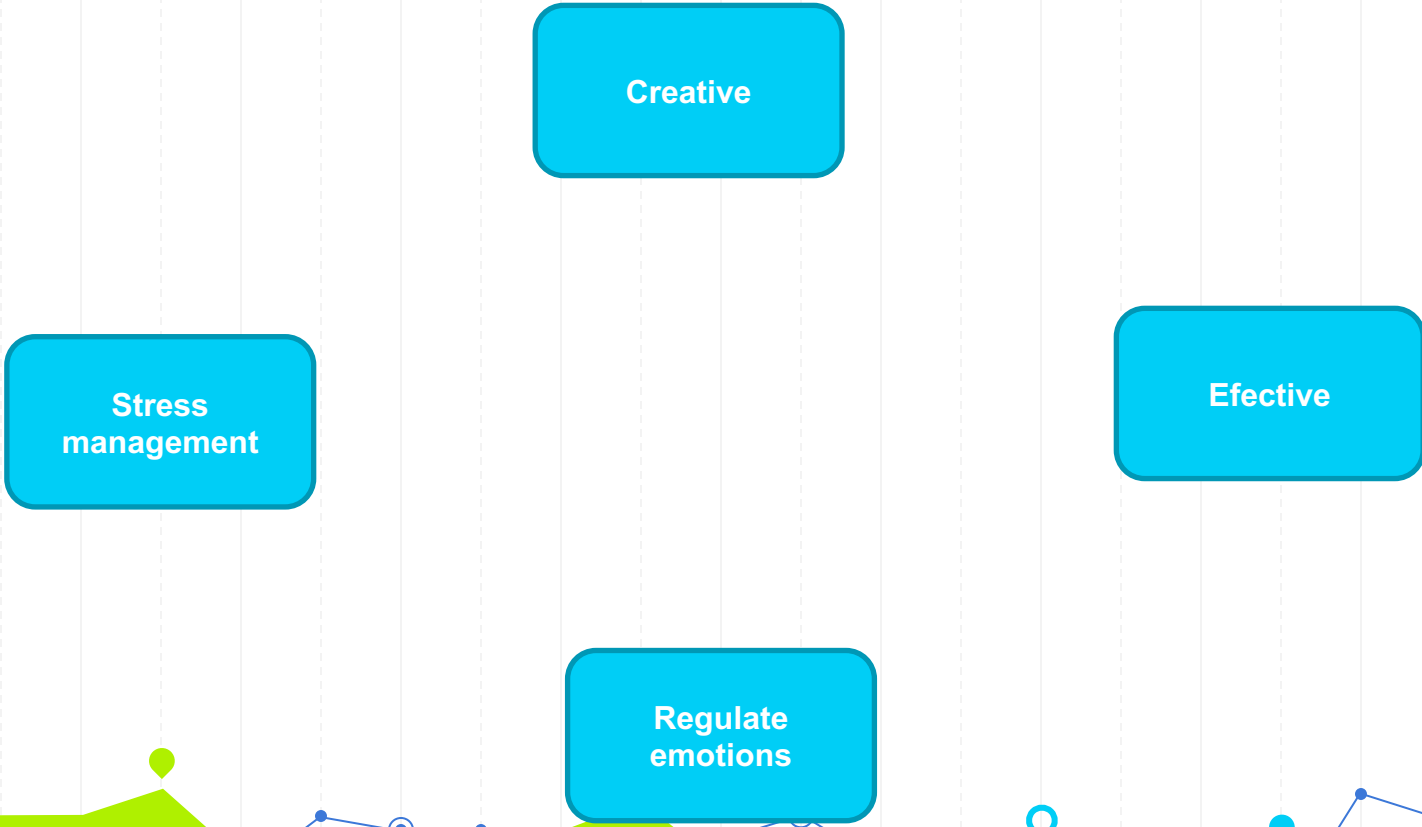 Creative
Efective
Stress
management
Regulate
emotions